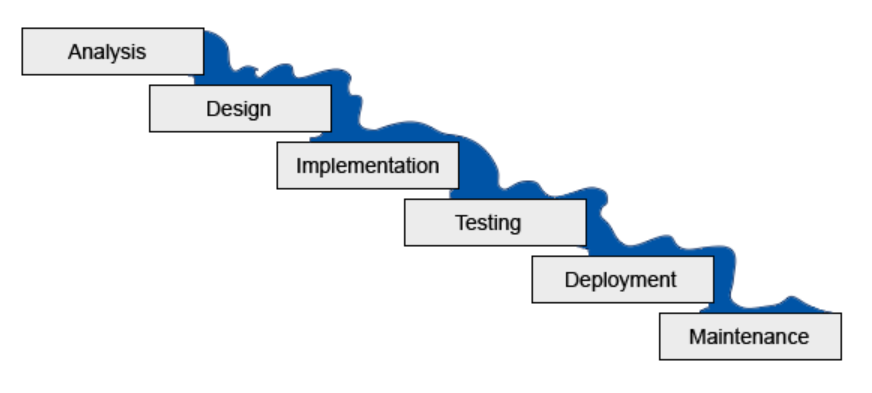 Analysis
Design
Implementation
Testing
Deployment
Maintenance